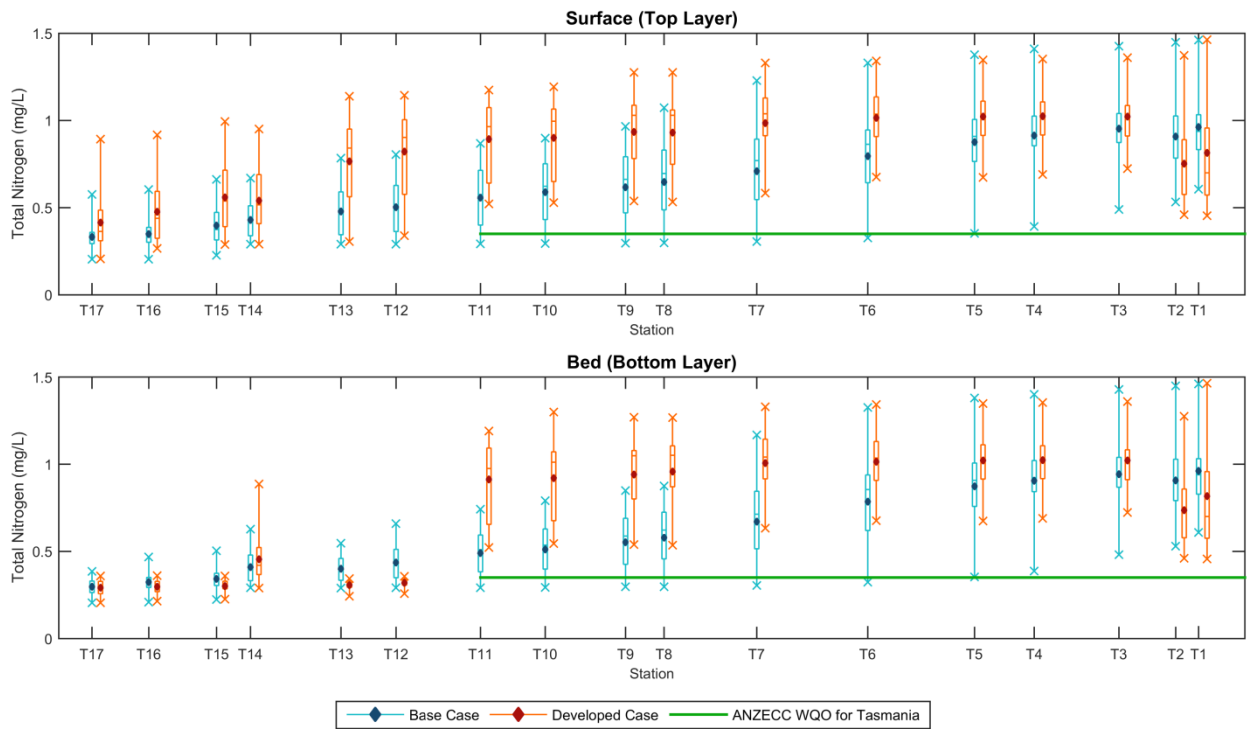 Surface (Top Layer)
1.5
1
0.5
0
Total Nitrogen (mg/L)
T17 T16 T15 T14 T13 T12 T11 T10 T9 T8 T7 T6 T5 T4 T3 T2 T1
Station
Bed (Bottom Layer)
1.5
1
0.5
0
Total Nitrogen (mg/L)
T17 T16 T15 T14 T13 T12 T11 T10 T9 T8 T7 T6 T5 T4 T3 T2 T1
Station
Base Case Developed Case ANZECC WQO for Tasmania